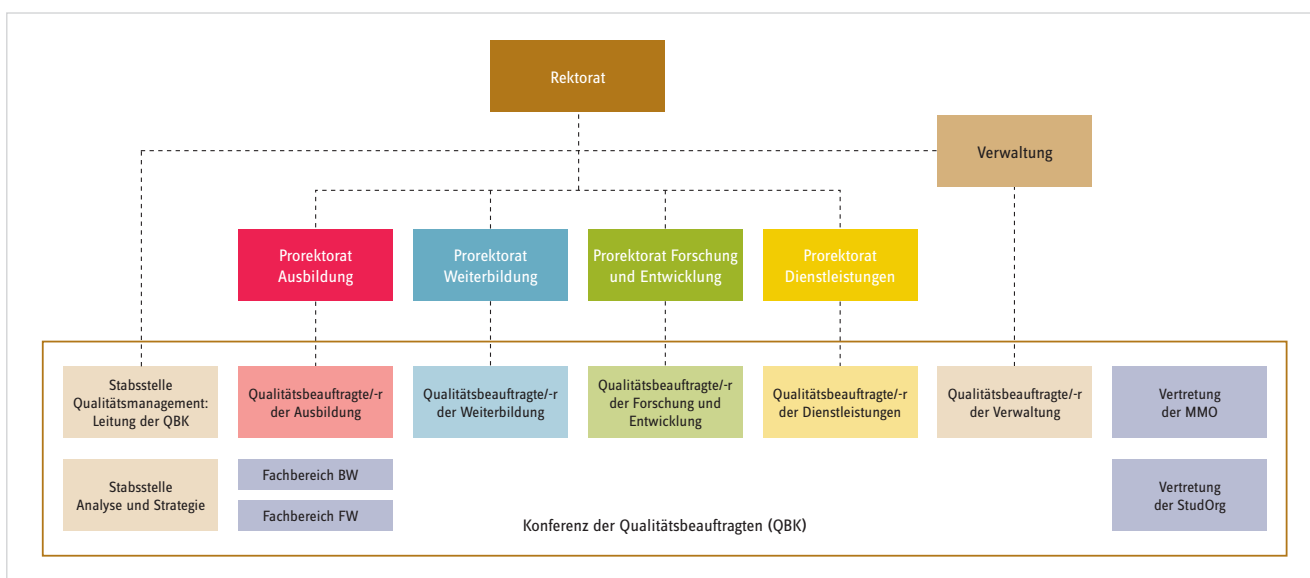 Rektorat
Verwaltung
Prorektorat
Ausbildung
Prorektorat
Weiterbildung
Prorektorat Forschung
und Entwicklung
Prorektorat
Dienstleistungen
Stabsstelle
Qualitätsmanagement:
Leitung der QBK
Qualitätsbeauftragte/-r
der Ausbildung
Qualitätsbeauftragte/-r
der Weiterbildung
Qualitätsbeauftragte/-r
der Forschung und
Entwicklung
Qualitätsbeauftragte/-r
der Dienstleistungen
Qualitätsbeauftragte/-r
der Verwaltung
Vertretung
der MMO
Stabsstelle
Analyse und Strategie
Fachbereich BW
Fachbereich FW
Vertretung
der StudOrg
Konferenz der Qualitätsbeauftragten (QBK)